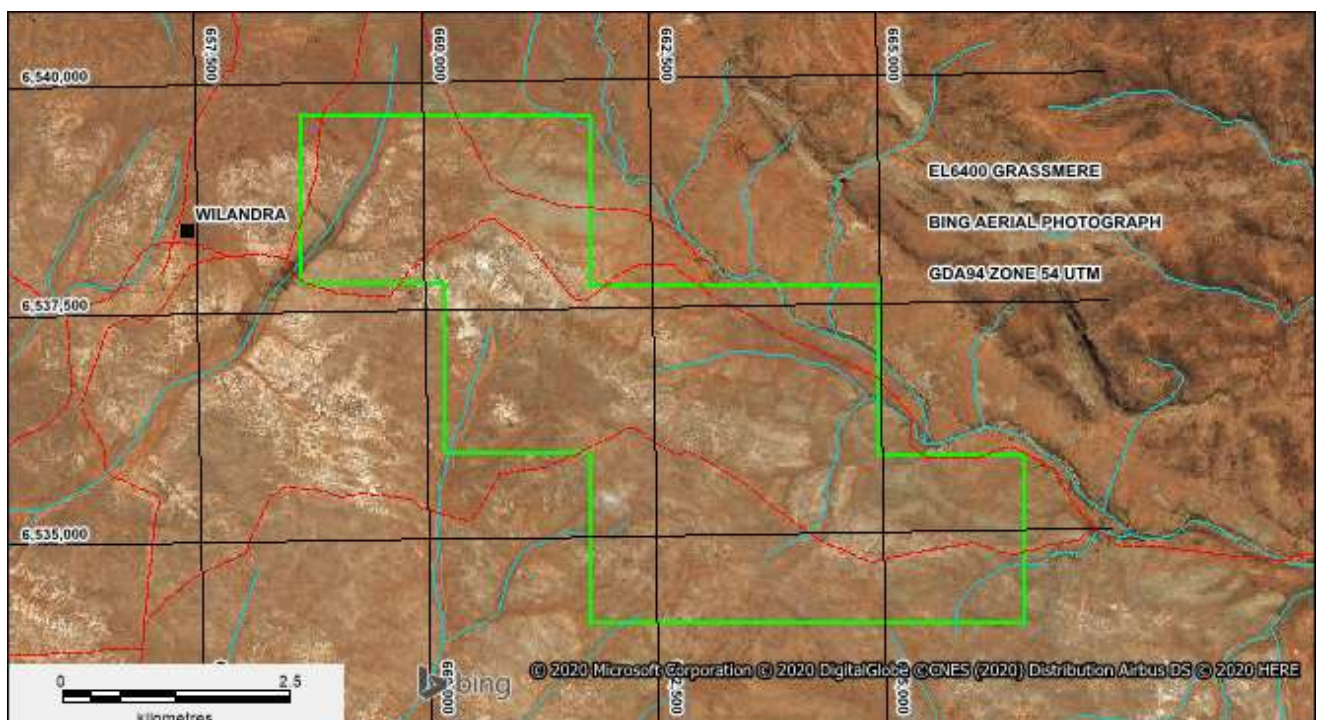 657,500
660,000
662,500
665,000
6,540,000
EL6400 GRASSMERE
WILANDRA
BING AERIAL PHOTOGRAPH
GDA94 ZONE 54 UTM
6,537,500
6,535,000
660,000
bing
© 2020 Microsoft Corporation © 2020 DigitalGlobe ©CNES (2020) Distribution Airbus DS © 2020 HERE
0
2.5
kilometres